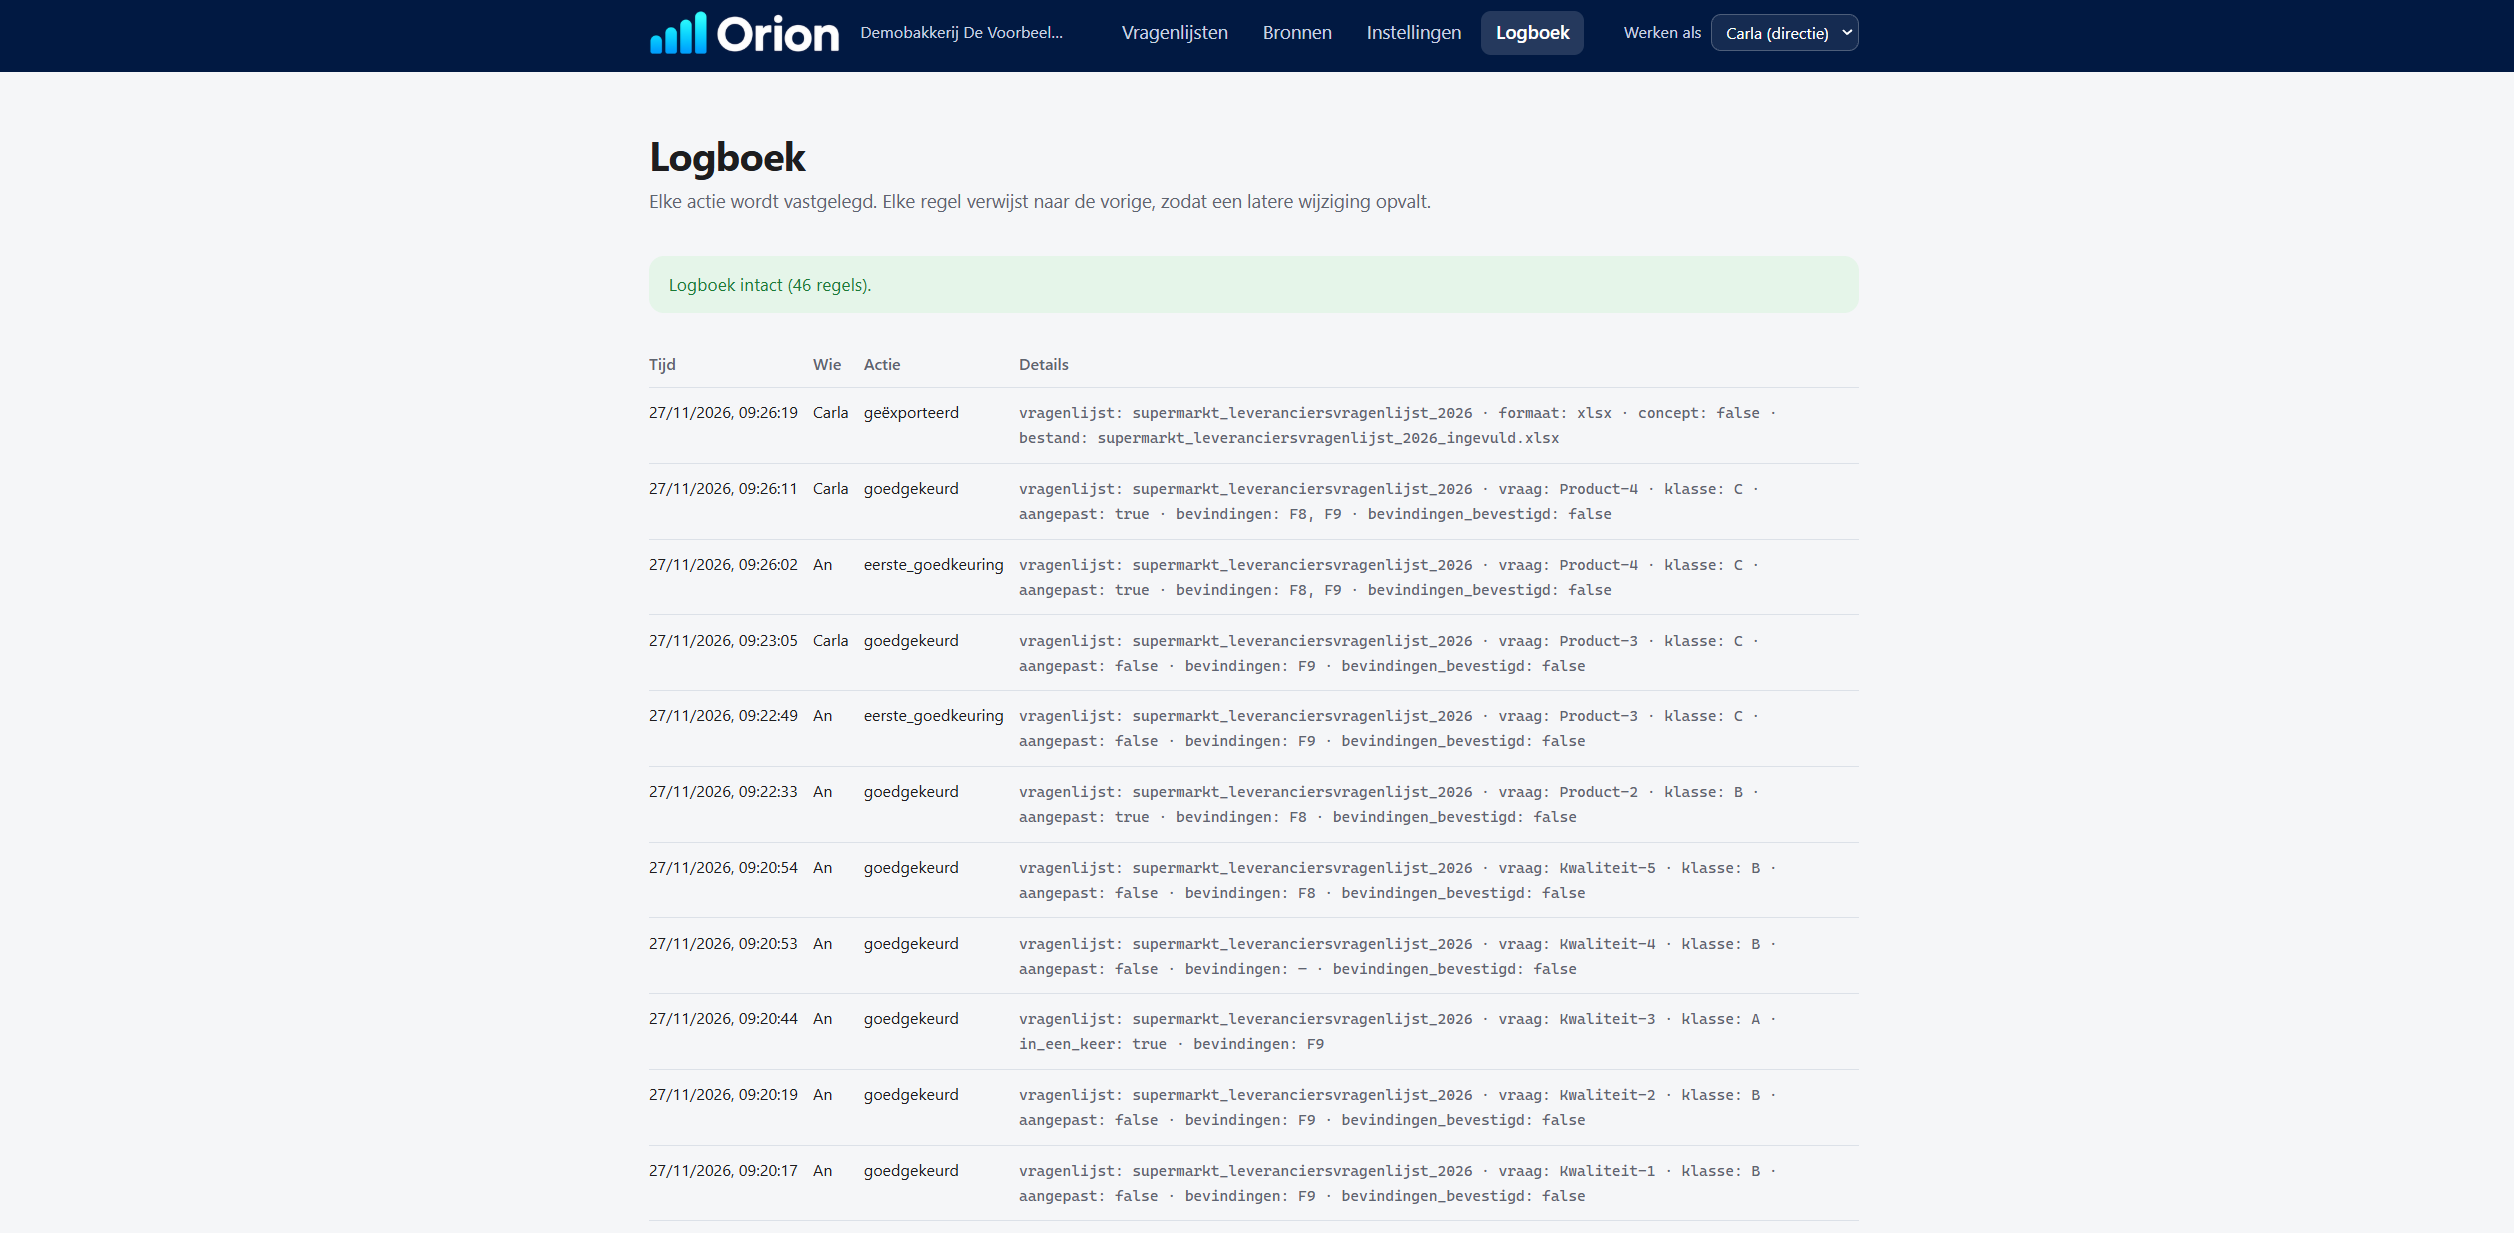 Orion Demobakkerij De Voorbeel... Vragenlijsten Bronnen Instellingen Logboek Werken als Carla (directie)
Logboek
Elke actie wordt vastgelegd. Elke regel verwijst naar de vorige, zodat een latere wijziging opvalt.
Logboek intact (46 regels).
Tijd Wie Actie Details
27/11/2026, 09:26:19 Carla geëxporteerd vragenlijst: supermarkt_leveranciersvragenlijst_2026 · formaat: xlsx · concept: false ·
bestand: supermarkt_leveranciersvragenlijst_2026_ingevuld.xlsx
27/11/2026, 09:26:11 Carla goedgekeurd vragenlijst: supermarkt_leveranciersvragenlijst_2026 · vraag: Product-4 · klasse: C ·
aangepast: true · bevindingen: F8, F9 · bevindingen_bevestigd: false
27/11/2026, 09:26:02 An eerste_goedkeuring vragenlijst: supermarkt_leveranciersvragenlijst_2026 · vraag: Product-4 · klasse: C ·
aangepast: true · bevindingen: F8, F9 · bevindingen_bevestigd: false
27/11/2026, 09:23:05 Carla goedgekeurd vragenlijst: supermarkt_leveranciersvragenlijst_2026 · vraag: Product-3 · klasse: C ·
aangepast: false · bevindingen: F9 · bevindingen_bevestigd: false
27/11/2026, 09:22:49 An eerste_goedkeuring vragenlijst: supermarkt_leveranciersvragenlijst_2026 · vraag: Product-3 · klasse: C ·
aangepast: false · bevindingen: F9 · bevindingen_bevestigd: false
27/11/2026, 09:22:33 An goedgekeurd vragenlijst: supermarkt_leveranciersvragenlijst_2026 · vraag: Product-2 · klasse: B ·
aangepast: true · bevindingen: F8 · bevindingen_bevestigd: false
27/11/2026, 09:20:54 An goedgekeurd vragenlijst: supermarkt_leveranciersvragenlijst_2026 · vraag: Kwaliteit-5 · klasse: B ·
aangepast: false · bevindingen: F8 · bevindingen_bevestigd: false
27/11/2026, 09:20:53 An goedgekeurd vragenlijst: supermarkt_leveranciersvragenlijst_2026 · vraag: Kwaliteit-4 · klasse: B ·
aangepast: false · bevindingen: — · bevindingen_bevestigd: false
27/11/2026, 09:20:44 An goedgekeurd vragenlijst: supermarkt_leveranciersvragenlijst_2026 · vraag: Kwaliteit-3 · klasse: A ·
in_een_keer: true · bevindingen: F9
27/11/2026, 09:20:19 An goedgekeurd vragenlijst: supermarkt_leveranciersvragenlijst_2026 · vraag: Kwaliteit-2 · klasse: B ·
aangepast: false · bevindingen: F9 · bevindingen_bevestigd: false
27/11/2026, 09:20:17 An goedgekeurd vragenlijst: supermarkt_leveranciersvragenlijst_2026 · vraag: Kwaliteit-1 · klasse: B ·
aangepast: false · bevindingen: F9 · bevindingen_bevestigd: false